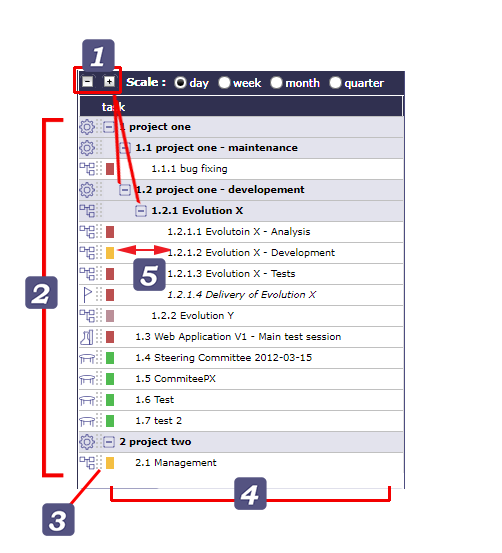 1
Scale : day week month quarter
task
1 project one
1.1 project one - maintenance
1.1.1 bug fixing
1.2 project one - developement
1.2.1 Evolution X
1.2.1.1 Evolutoin X - Analysis
1.2.1.2 Evolution X - Development
5
1.2.1.3 Evolution X - Tests
2
1.2.1.4 Delivery of Evolution X
1.2.2 Evolution Y
1.3 Web Application V1 - Main test session
1.4 Steering Committee 2012-03-15
1.5 CommiteePX
1.6 Test
1.7 test 2
2 project two
2.1 Management
4
3